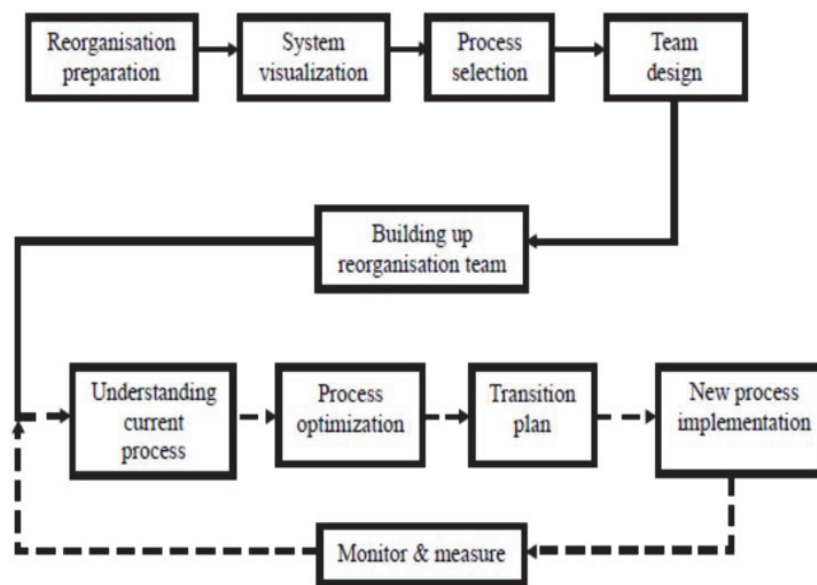 Reorganisation
preparation
System
visualization
Process
selection
Team
design
Building up
reorganisation team
Understanding
current
process
Process
optimization
Transition
plan
New process
implementation
Monitor & measure